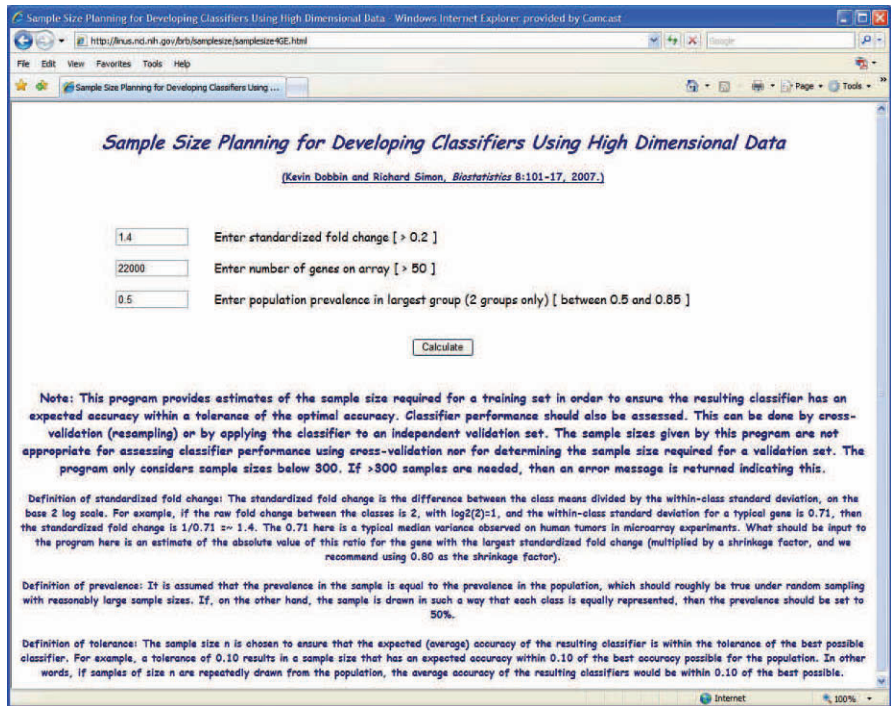 Sample Size Planning for Developing Classifiers Using High Dimensional Data - Windows Internet Explorer provided by Comcast
http://linus.nci.nih.gov/brb/samplesize/samplesize4GE.html
Google
File Edit View Favorites Tools Help
Sample Size Planning for Developing Classifiers Using ...
Page Tools
Sample Size Planning for Developing Classifiers Using High Dimensional Data
(Kevin Dobbin and Richard Simon, Biostatistics 8:101-17, 2007.)
1.4 Enter standardized fold change [ > 0.2 ]
22000 Enter number of genes on array [ > 50 ]
0.5 Enter population prevalence in largest group (2 groups only) [ between 0.5 and 0.85 ]
Calculate
Note: This program provides estimates of the sample size required for a training set in order to ensure the resulting classifier has an
expected accuracy within a tolerance of the optimal accuracy. Classifier performance should also be assessed. This can be done by cross-
validation (resampling) or by applying the classifier to an independent validation set. The sample sizes given by this program are not
appropriate for assessing classifier performance using cross-validation nor for determining the sample size required for a validation set. The
program only considers sample sizes below 300. If >300 samples are needed, then an error message is returned indicating this.
Definition of standardized fold change: The standardized fold change is the difference between the class means divided by the within-class standard deviation, on the
base 2 log scale. For example, if the raw fold change between the classes is 2, with log2(2)=1, and the within-class standard deviation for a typical gene is 0.71, then
the standardized fold change is 1/0.71 =~ 1.4. The 0.71 here is a typical median variance observed on human tumors in microarray experiments. What should be input to
the program here is an estimate of the absolute value of this ratio for the gene with the largest standardized fold change (multiplied by a shrinkage factor, and we
recommend using 0.80 as the shrinkage factor).
Definition of prevalence: It is assumed that the prevalence in the sample is equal to the prevalence in the population, which should roughly be true under random sampling
with reasonably large sample sizes. If, on the other hand, the sample is drawn in such a way that each class is equally represented, then the prevalence should be set to
50%.
Definition of tolerance: The sample size n is chosen to ensure that the expected (average) accuracy of the resulting classifier is within the tolerance of the best possible
classifier. For example, a tolerance of 0.10 results in a sample size that has an expected accuracy within 0.10 of the best accuracy possible for the population. In other
words, if samples of size n are repeatedly drawn from the population, the average accuracy of the resulting classifiers would be within 0.10 of the best possible.
Internet 100%